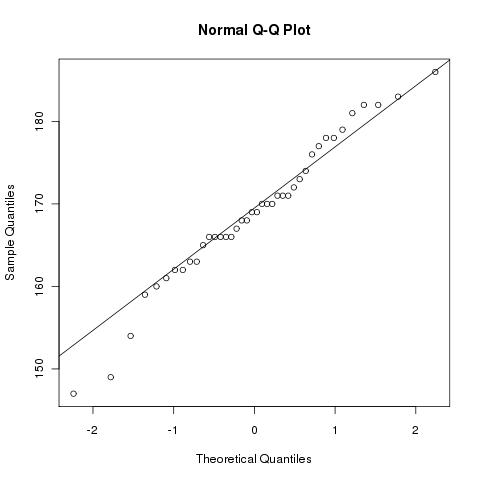 Normal Q-Q Plot
Sample Quantiles
180
170
160
150
-2 -1 0 1 2
Theoretical Quantiles